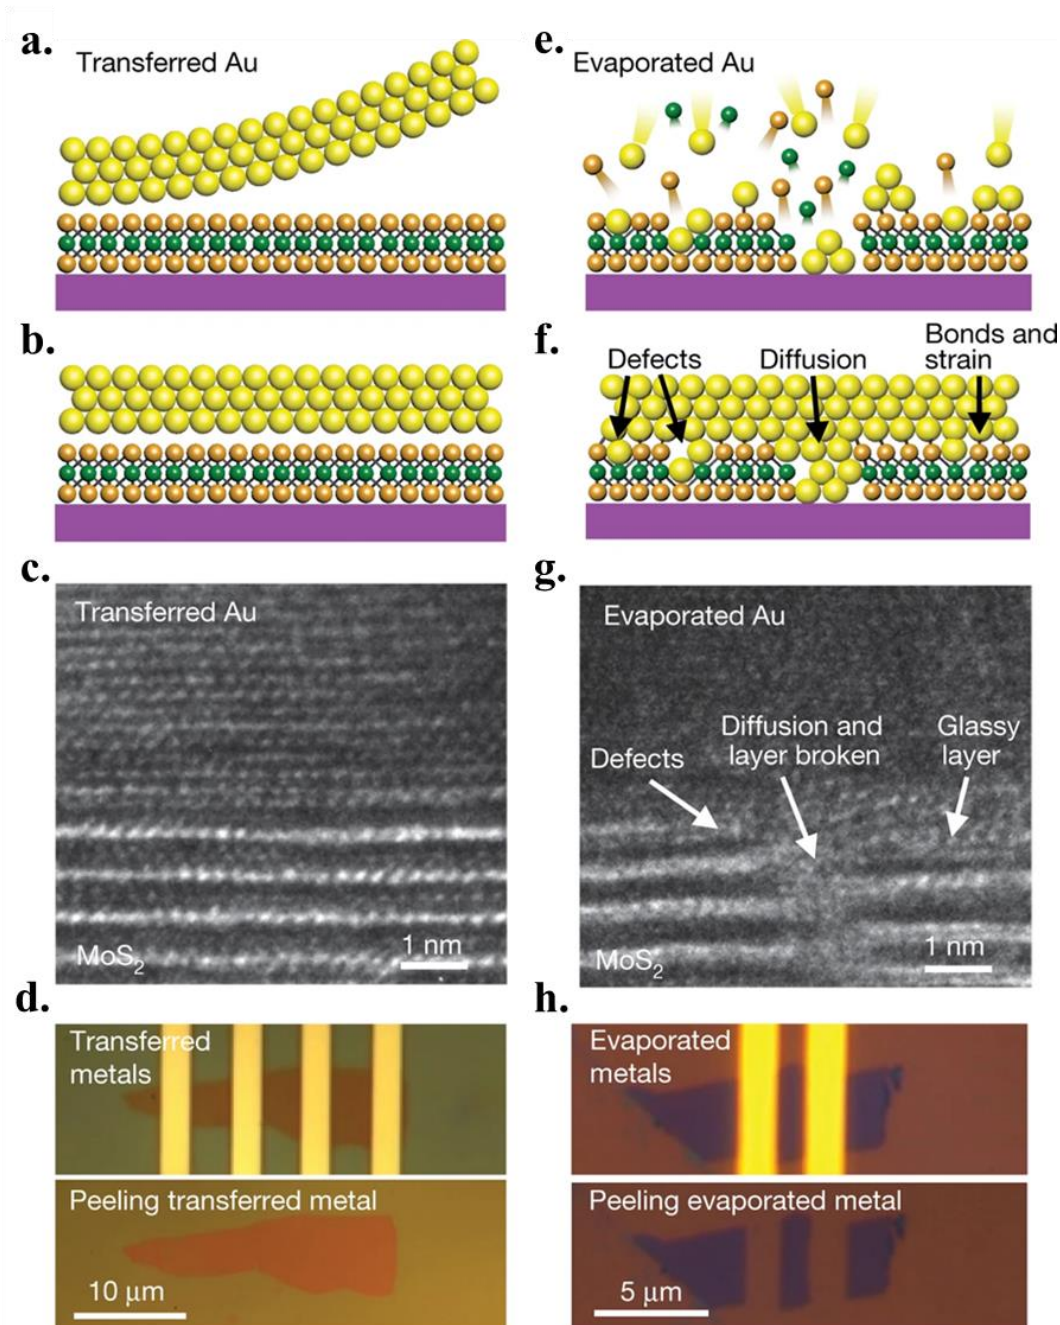 a.
Transferred Au
e.
Evaporated Au
b.
f.
Defects
Diffusion
Bonds and
strain
c.
Transferred Au
MoS₂
1 nm
g.
Evaporated Au
Defects
Diffusion and
layer broken
Glassy
layer
MoS₂
1 nm
d.
Transferred
metals
Peeling transferred metal
10 μm
h.
Evaporated
metals
Peeling evaporated metal
5 μm